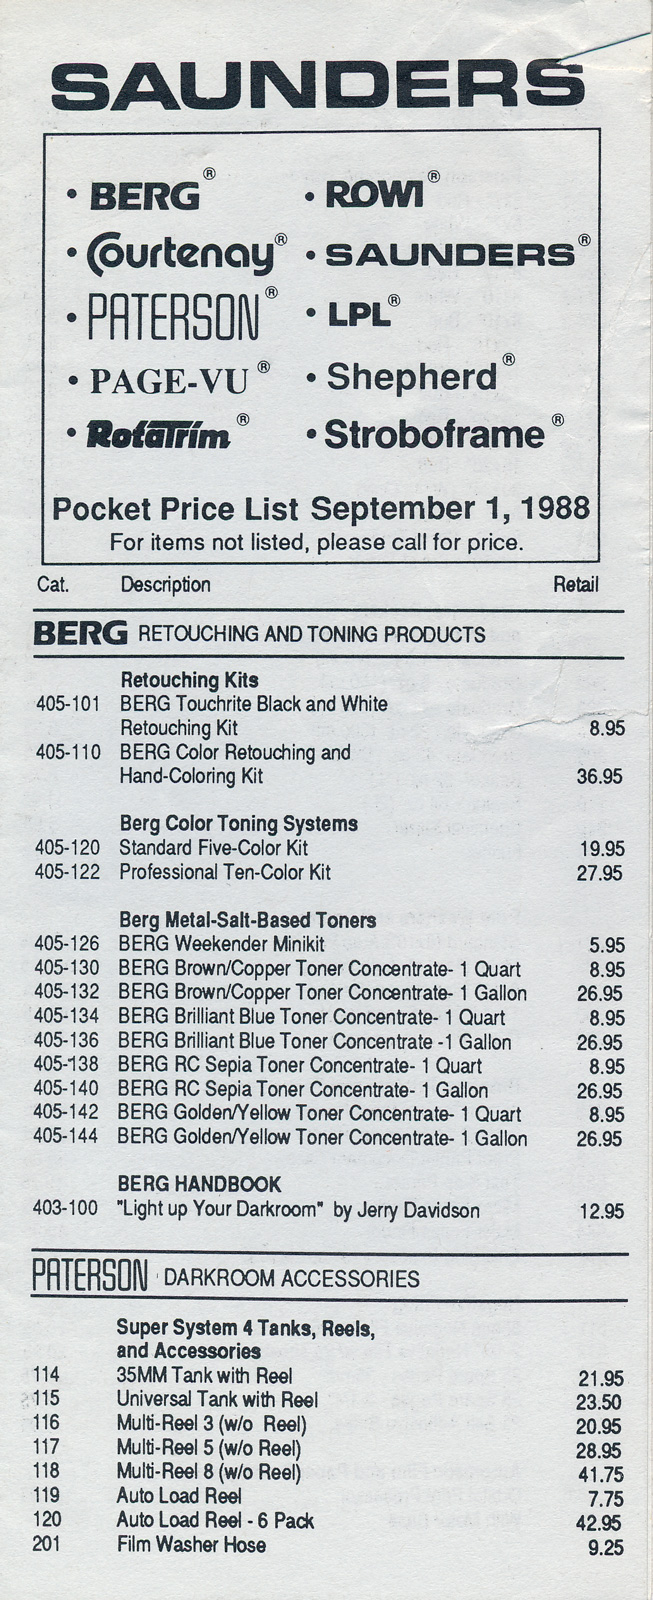 SAUNDERS
• BERG® • ROWI®
• Courtenay® • SAUNDERS®
• PATERSON® • LPL®
• PAGE-VU® • Shepherd®
• RotaTrim® • Stroboframe®
Pocket Price List September 1, 1988
For items not listed, please call for price.
Cat. Description Retail
BERG RETOUCHING AND TONING PRODUCTS
Retouching Kits
405-101 BERG Touchrite Black and White
Retouching Kit 8.95
405-110 BERG Color Retouching and
Hand-Coloring Kit 36.95
Berg Color Toning Systems
405-120 Standard Five-Color Kit 19.95
405-122 Professional Ten-Color Kit 27.95
Berg Metal-Salt-Based Toners
405-126 BERG Weekender Minikit 5.95
405-130 BERG Brown/Copper Toner Concentrate- 1 Quart 8.95
405-132 BERG Brown/Copper Toner Concentrate- 1 Gallon 26.95
405-134 BERG Brilliant Blue Toner Concentrate- 1 Quart 8.95
405-136 BERG Brilliant Blue Toner Concentrate -1 Gallon 26.95
405-138 BERG RC Sepia Toner Concentrate- 1 Quart 8.95
405-140 BERG RC Sepia Toner Concentrate- 1 Gallon 26.95
405-142 BERG Golden/Yellow Toner Concentrate- 1 Quart 8.95
405-144 BERG Golden/Yellow Toner Concentrate- 1 Gallon 26.95
BERG HANDBOOK
403-100 "Light up Your Darkroom" by Jerry Davidson 12.95
PATERSON DARKROOM ACCESSORIES
Super System 4 Tanks, Reels,
and Accessories
114 35MM Tank with Reel 21.95
115 Universal Tank with Reel 23.50
116 Multi-Reel 3 (w/o Reel) 20.95
117 Multi-Reel 5 (w/o Reel) 28.95
118 Multi-Reel 8 (w/o Reel) 41.75
119 Auto Load Reel 7.75
120 Auto Load Reel - 6 Pack 42.95
201 Film Washer Hose 9.25